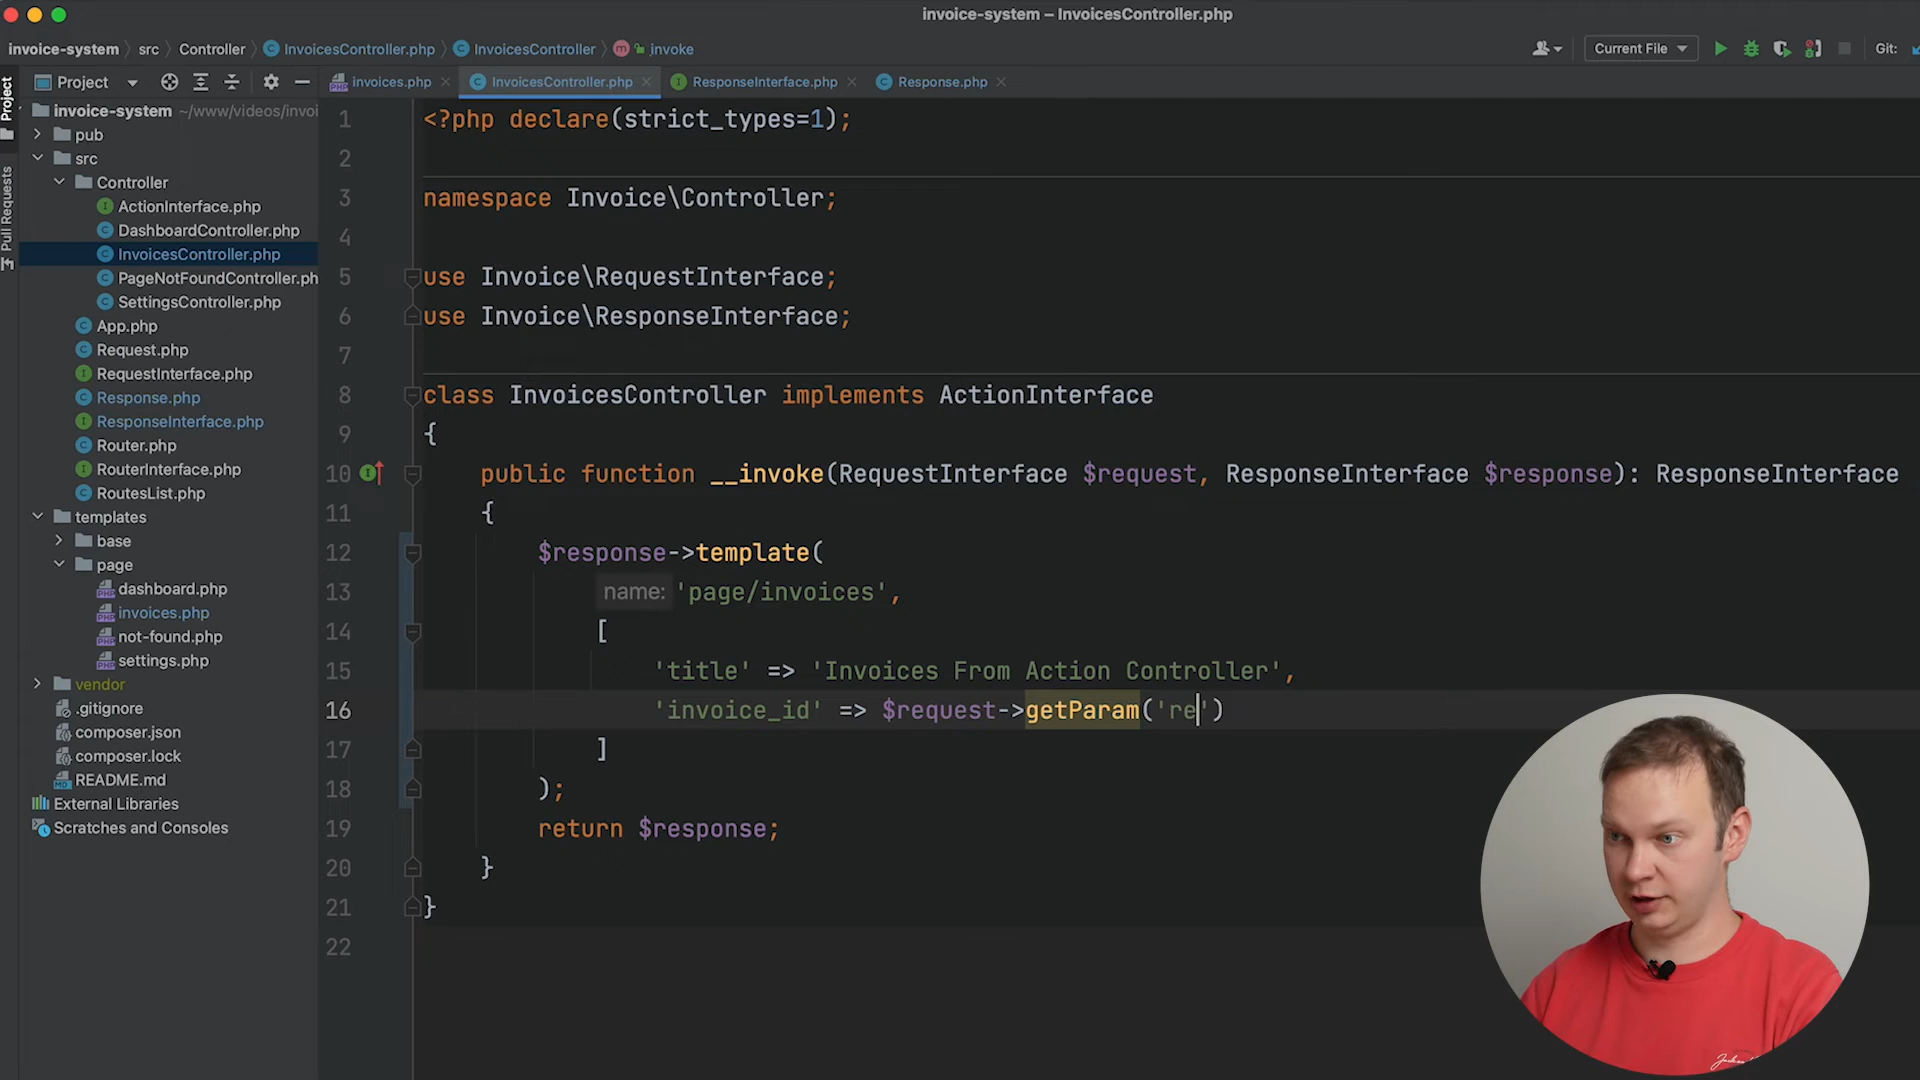 invoice-system – InvoicesController.php
invoice-system src Controller InvoicesController.php InvoicesController invoke Current File Git:
Project invoices.php InvoicesController.php ResponseInterface.php Response.php
Project
Pull Requests
invoice-system ~/www/videos/invoi
pub
src
Controller
ActionInterface.php
DashboardController.php
InvoicesController.php
PageNotFoundController.ph
SettingsController.php
App.php
Request.php
RequestInterface.php
Response.php
ResponseInterface.php
Router.php
RouterInterface.php
RoutesList.php
templates
base
page
dashboard.php
invoices.php
not-found.php
settings.php
vendor
.gitignore
composer.json
composer.lock
README.md
External Libraries
Scratches and Consoles
1 <?php declare(strict_types=1);
2
3 namespace Invoice\Controller;
4
5 use Invoice\RequestInterface;
6 use Invoice\ResponseInterface;
7
8 class InvoicesController implements ActionInterface
9 {
10 public function __invoke(RequestInterface $request, ResponseInterface $response): ResponseInterface
11 {
12 $response->template(
13 name: 'page/invoices',
14 [
15 'title' => 'Invoices From Action Controller',
16 'invoice_id' => $request->getParam('re')
17 ]
18 );
19 return $response;
20 }
21 }
22